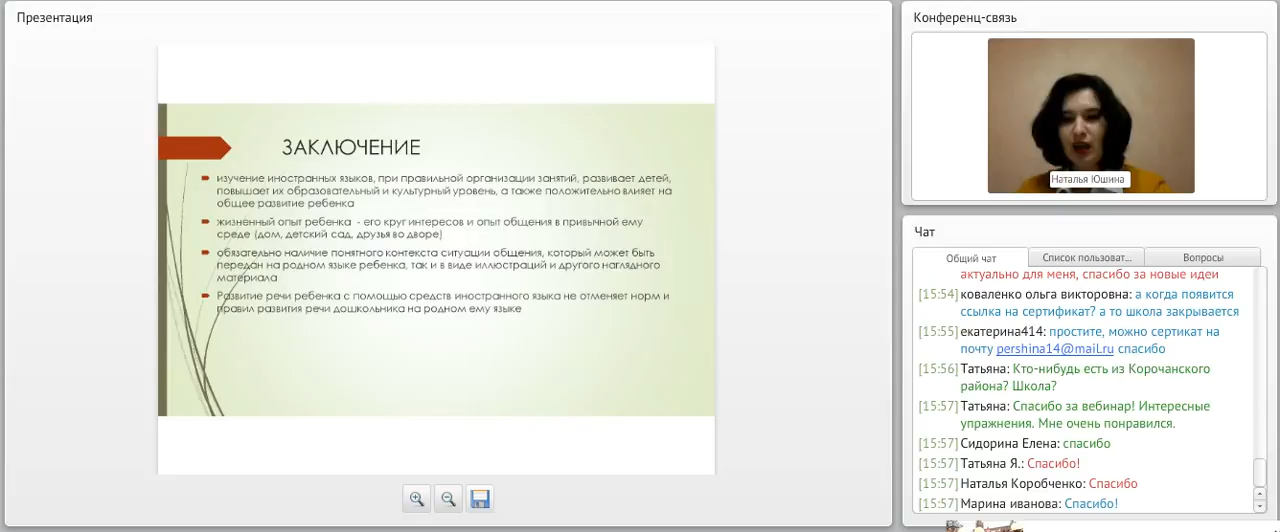 Презентация
ЗАКЛЮЧЕНИЕ
изучение иностранных языков, при правильной организации занятий, развивает детей,
повышает их образовательный и культурный уровень, а также положительно влияет на
общее развитие ребенка
жизненный опыт ребенка - его круг интересов и опыт общения в привычной ему
среде (дом, детский сад, друзья во дворе)
обязательно наличие понятного контекста ситуации общения, который может быть
передан на родном языке ребенка, так и в виде иллюстраций и другого наглядного
материала
Развитие речи ребенка с помощью средств иностранного языка не отменяет норм и
правил развития речи дошкольника на родном ему языке
Конференц-связь
Наталья Юшина
Чат
Общий чат
Список пользоват...
Вопросы
актуально для меня, спасибо за новые идеи
[15:54] коваленко ольга викторовна: а когда появится
ссылка на сертификат? а то школа закрывается
[15:55] екатерина414: простите, можно сертикат на
почту pershina14@mail.ru спасибо
[15:56] Татьяна: Кто-нибудь есть из Корочанского
района? Школа?
[15:57] Татьяна: Спасибо за вебинар! Интересные
упражнения. Мне очень понравился.
[15:57] Сидорина Елена: спасибо
[15:57] Татьяна Я.: Спасибо!
[15:57] Наталья Коробченко: Спасибо
[15:57] Марина иванова: Спасибо!